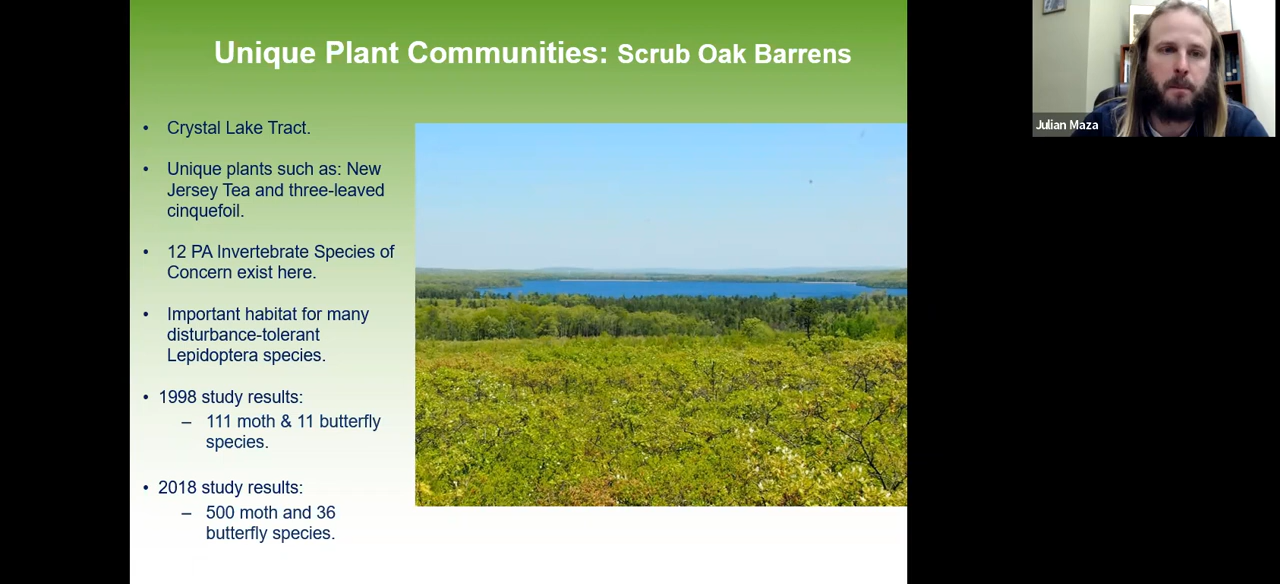 Unique Plant Communities: Scrub Oak Barrens
• Crystal Lake Tract.
• Unique plants such as: New
Jersey Tea and three-leaved
cinquefoil.
• 12 PA Invertebrate Species of
Concern exist here.
• Important habitat for many
disturbance-tolerant
Lepidoptera species.
• 1998 study results:
– 111 moth & 11 butterfly
species.
• 2018 study results:
– 500 moth and 36
butterfly species.
Julian Maza